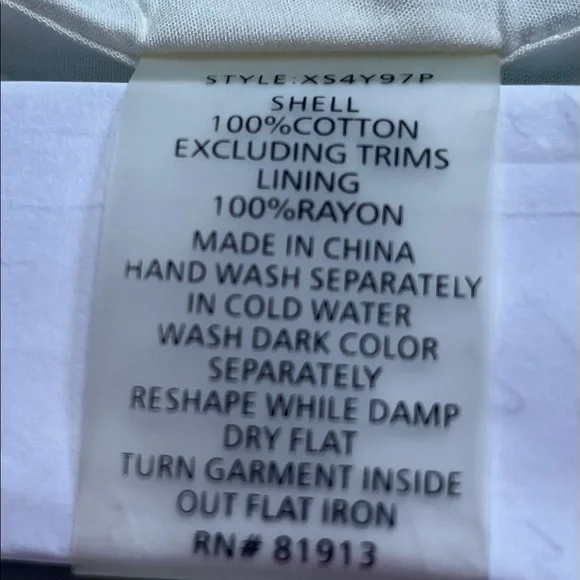 STYLE:XS4Y97P
SHELL
100%COTTON
EXCLUDING TRIMS
LINING
100%RAYON
MADE IN CHINA
HAND WASH SEPARATELY
IN COLD WATER
WASH DARK COLOR
SEPARATELY
RESHAPE WHILE DAMP
DRY FLAT
TURN GARMENT INSIDE
OUT FLAT IRON
RN# 81913